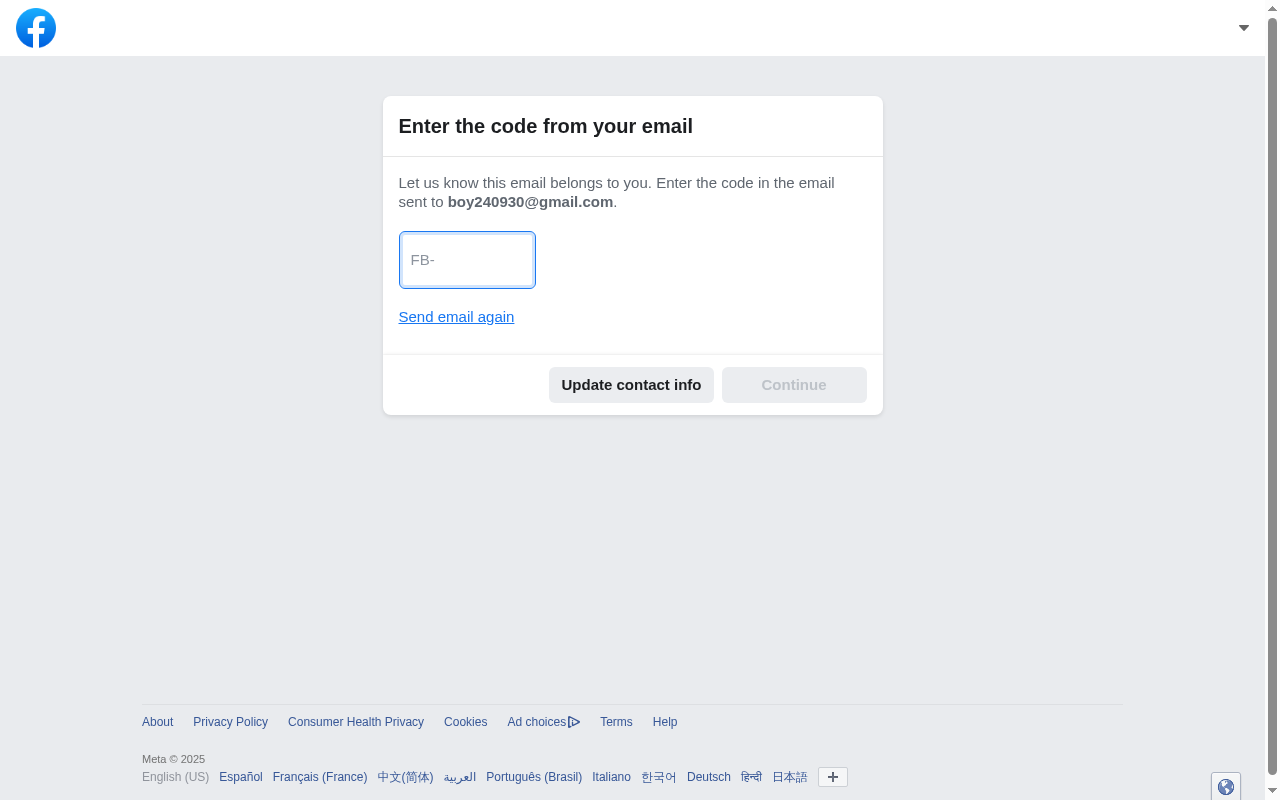 Enter the code from your email
Let us know this email belongs to you. Enter the code in the email
sent to boy240930@gmail.com.
FB-
Send email again
Update contact info Continue
About Privacy Policy Consumer Health Privacy Cookies Ad choices Terms Help
Meta © 2025
English (US) Español Français (France) 中文(简体) العربية Português (Brasil) Italiano 한국어 Deutsch हिन्दी 日本語